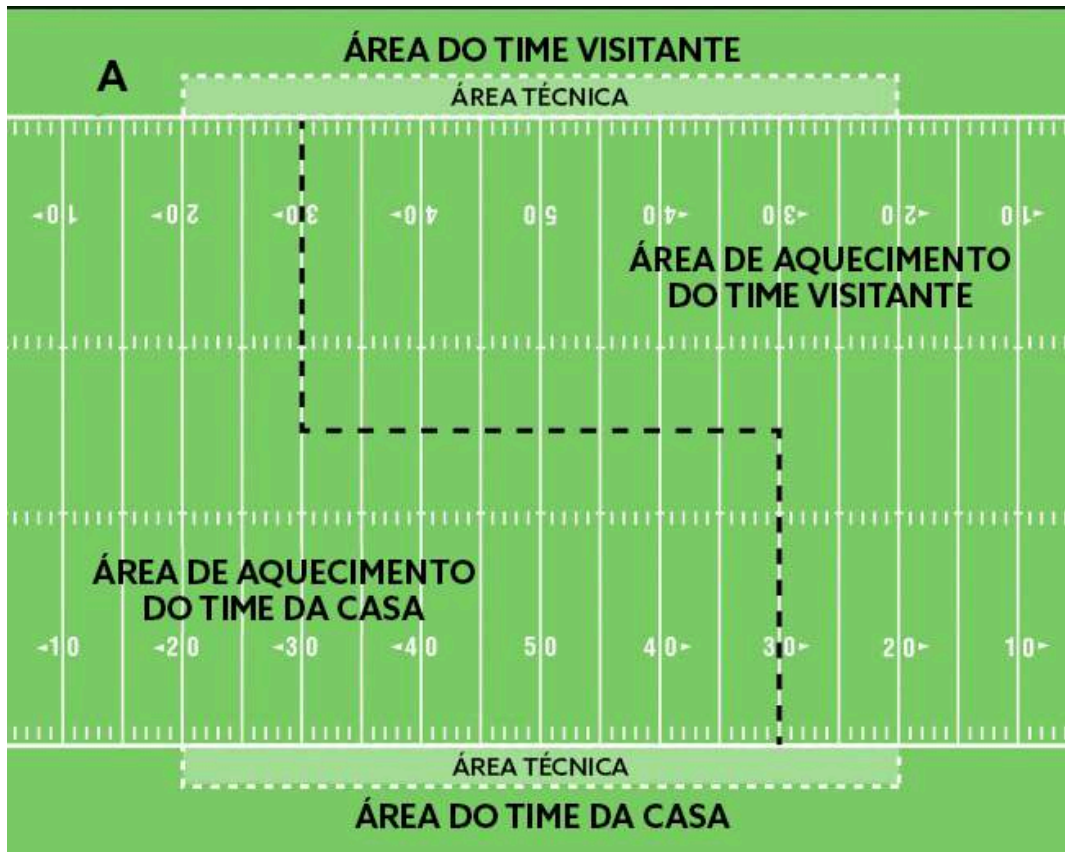 ÁREA DO TIME VISITANTE
A
ÁREA TÉCNICA
◄10 ◄20 ◄30 ◄40 50 40► 30► 20► 10►
ÁREA DE AQUECIMENTO
DO TIME VISITANTE
ÁREA DE AQUECIMENTO
DO TIME DA CASA
◄10 ◄20 ◄30 ◄40 50 40► 30► 20► 10►
ÁREA TÉCNICA
ÁREA DO TIME DA CASA